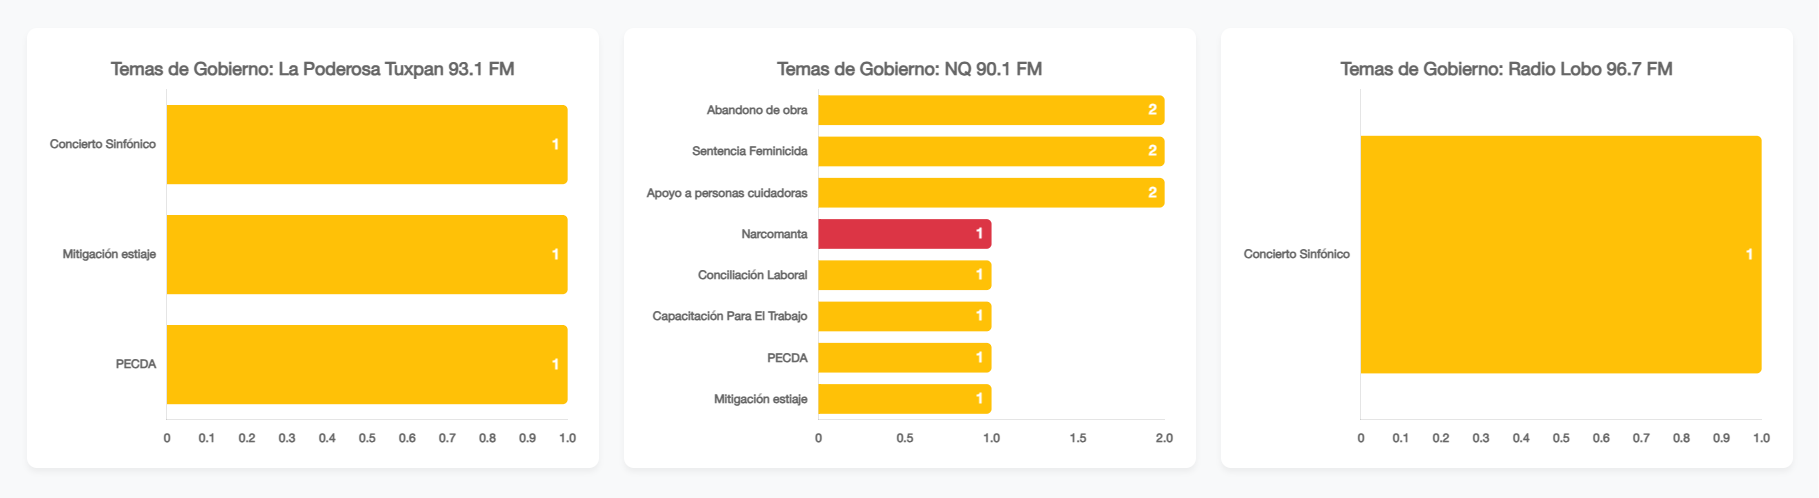 Temas de Gobierno: La Poderosa Tuxpan 93.1 FM
Concierto Sinfónico 1
Mitigación estiaje 1
PECDA 1
0 0.1 0.2 0.3 0.4 0.5 0.6 0.7 0.8 0.9 1.0
Temas de Gobierno: NQ 90.1 FM
Abandono de obra 2
Sentencia Feminicida 2
Apoyo a personas cuidadoras 2
Narcomanta 1
Conciliación Laboral 1
Capacitación Para El Trabajo 1
PECDA 1
Mitigación estiaje 1
0 0.5 1.0 1.5 2.0
Temas de Gobierno: Radio Lobo 96.7 FM
Concierto Sinfónico 1
0 0.1 0.2 0.3 0.4 0.5 0.6 0.7 0.8 0.9 1.0